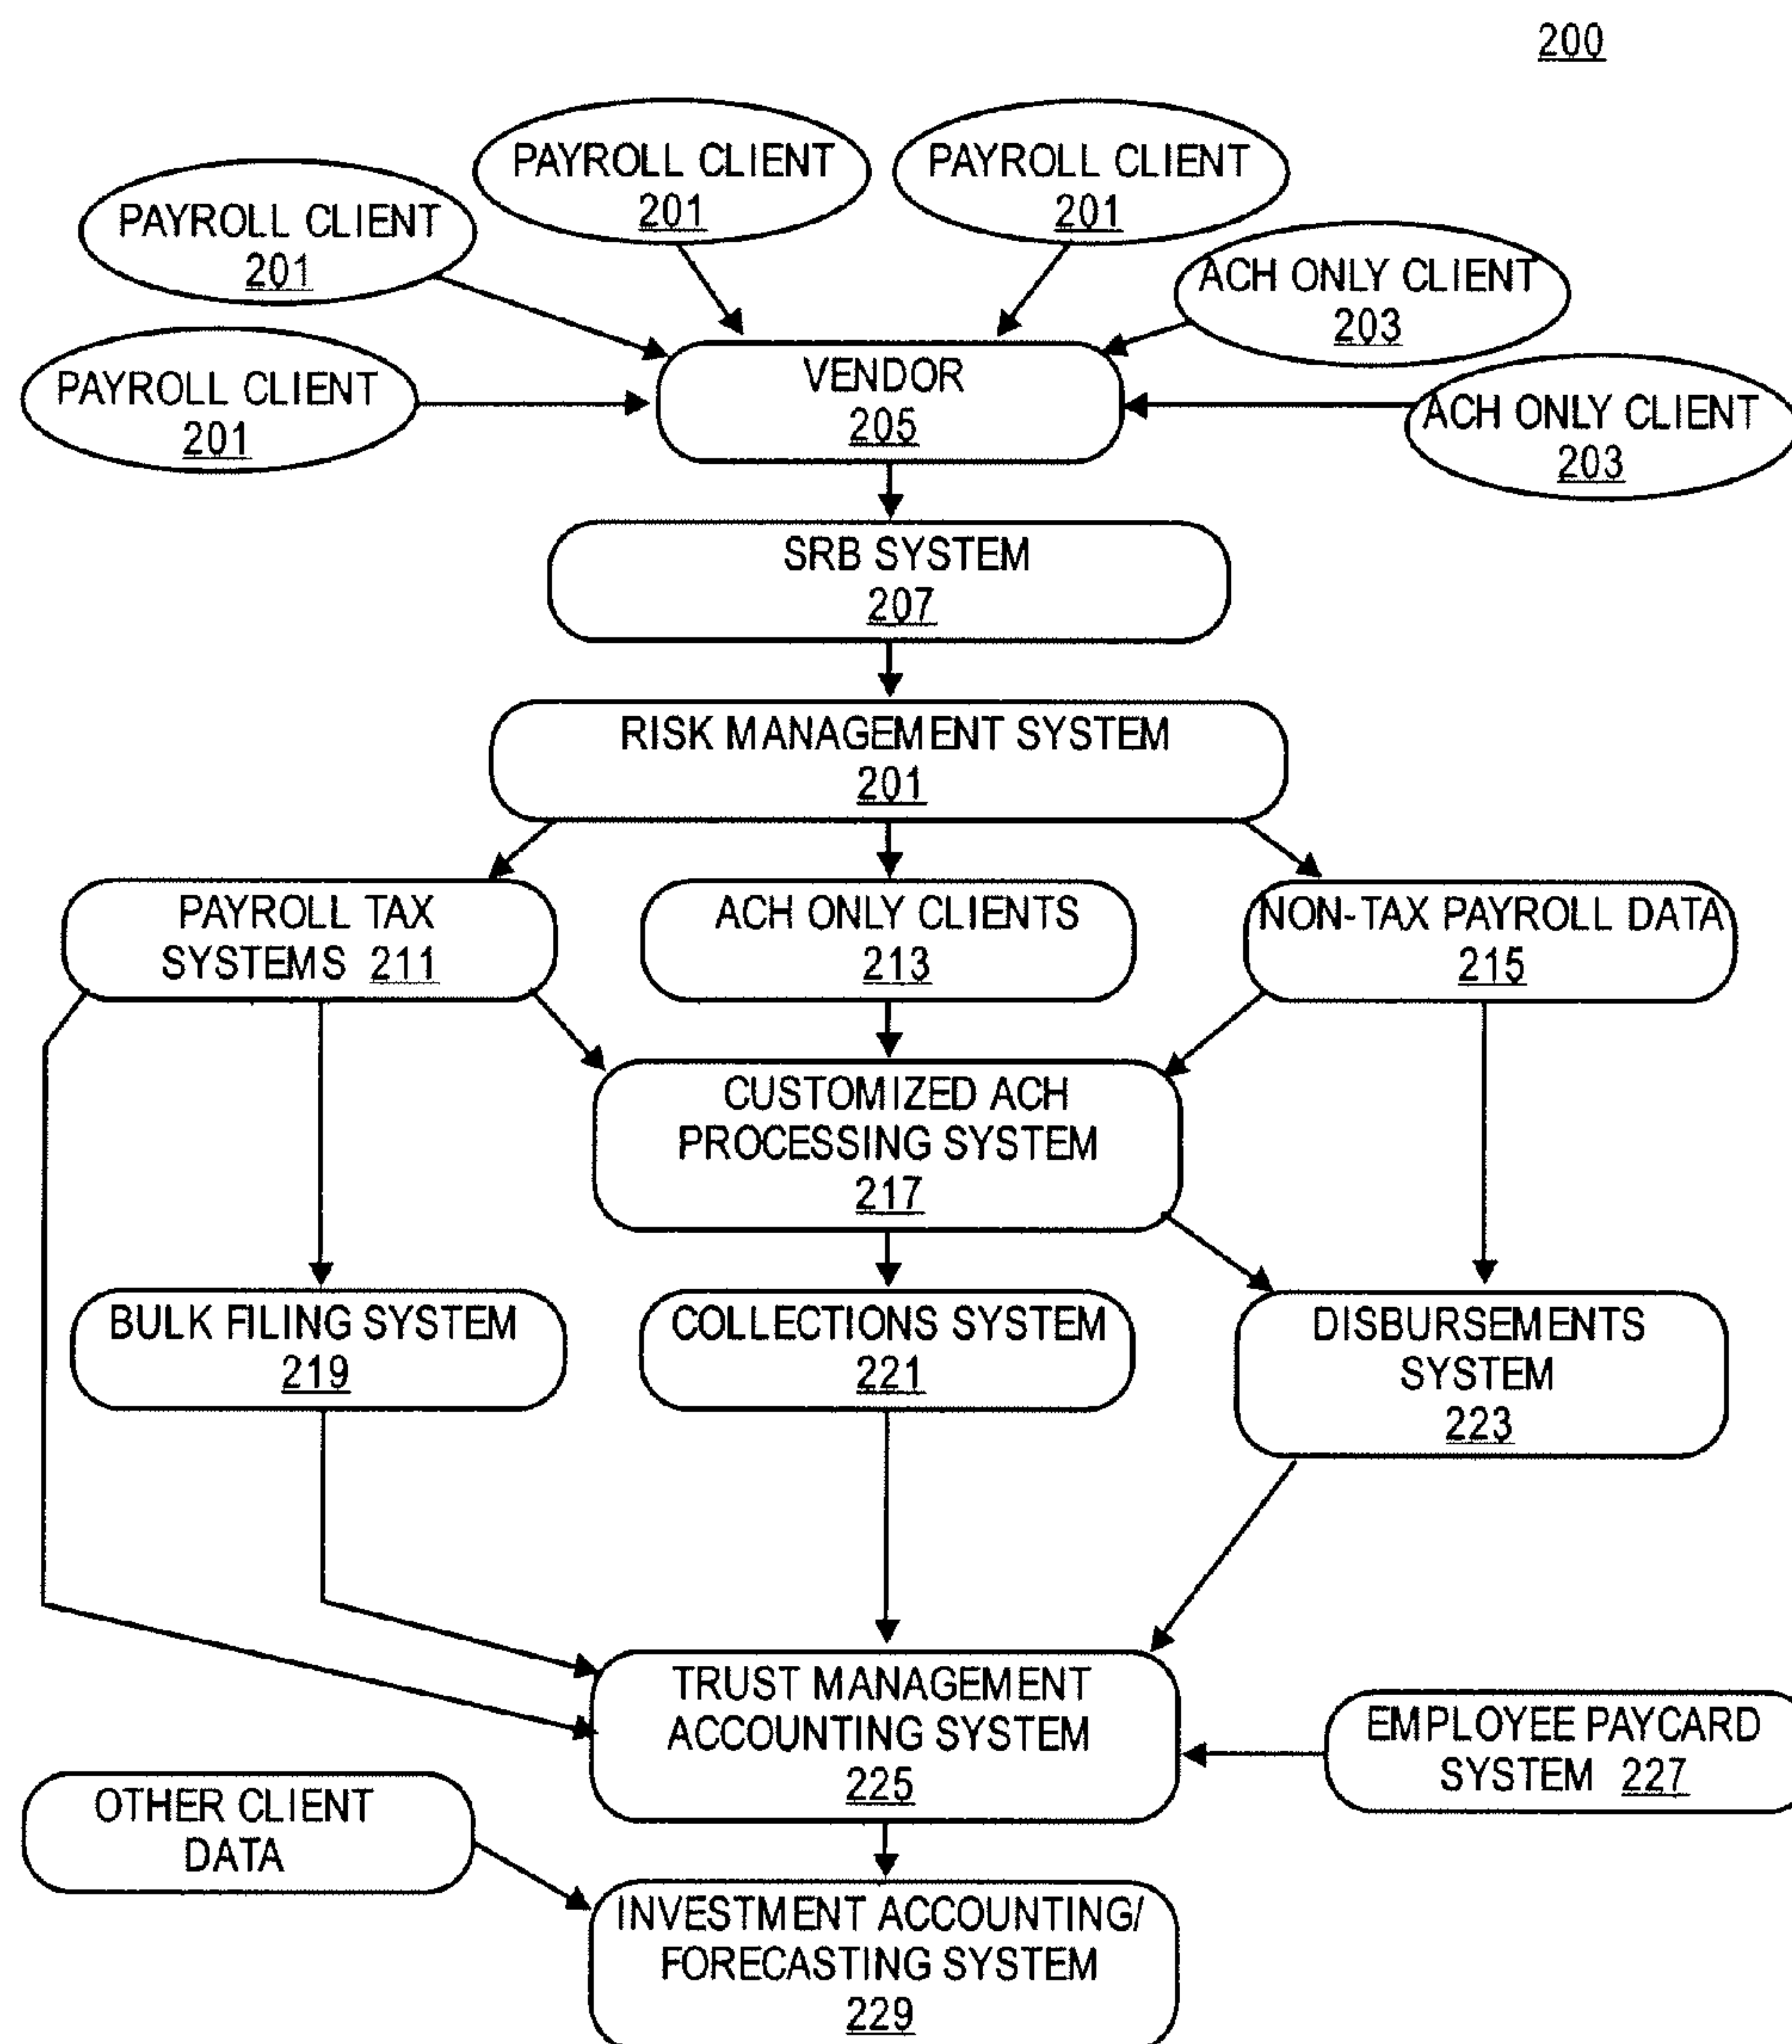 200
PAYROLL CLIENT
201
PAYROLL CLIENT
201
PAYROLL CLIENT
201
ACH ONLY CLIENT
203
PAYROLL CLIENT
201
VENDOR
205
ACH ONLY CLIENT
203
SRB SYSTEM
207
RISK MANAGEMENT SYSTEM
201
PAYROLL TAX
SYSTEMS 211
ACH ONLY CLIENTS
213
NON-TAX PAYROLL DATA
215
CUSTOMIZED ACH
PROCESSING SYSTEM
217
BULK FILING SYSTEM
219
COLLECTIONS SYSTEM
221
DISBURSEMENTS
SYSTEM
223
TRUST MANAGEMENT
ACCOUNTING SYSTEM
225
EMPLOYEE PAYCARD
SYSTEM 227
OTHER CLIENT
DATA
INVESTMENT ACCOUNTING/
FORECASTING SYSTEM
229